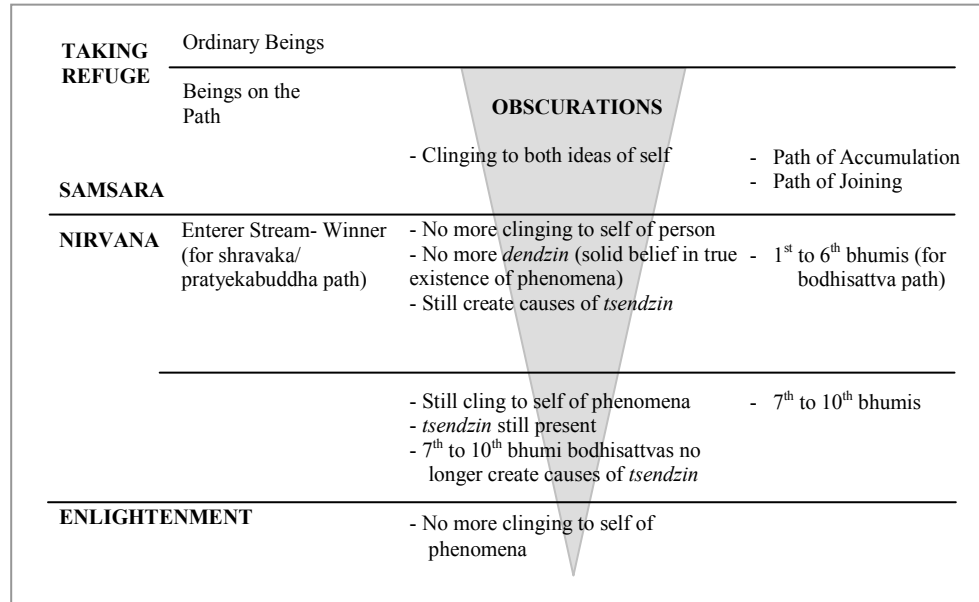 TAKING
REFUGE
Ordinary Beings
Beings on the
Path
OBSCURATIONS
- Clinging to both ideas of self
- Path of Accumulation
- Path of Joining
SAMSARA
NIRVANA
Enterer Stream- Winner
(for shravaka/
pratyekabuddha path)
- No more clinging to self of person
- No more dendzin (solid belief in true
existence of phenomena)
- Still create causes of tsendzin
- 1st to 6th bhumis (for
bodhisattva path)
- Still cling to self of phenomena
- tsendzin still present
- 7th to 10th bhumi bodhisattvas no
longer create causes of tsendzin
- 7th to 10th bhumis
ENLIGHTENMENT
- No more clinging to self of
phenomena